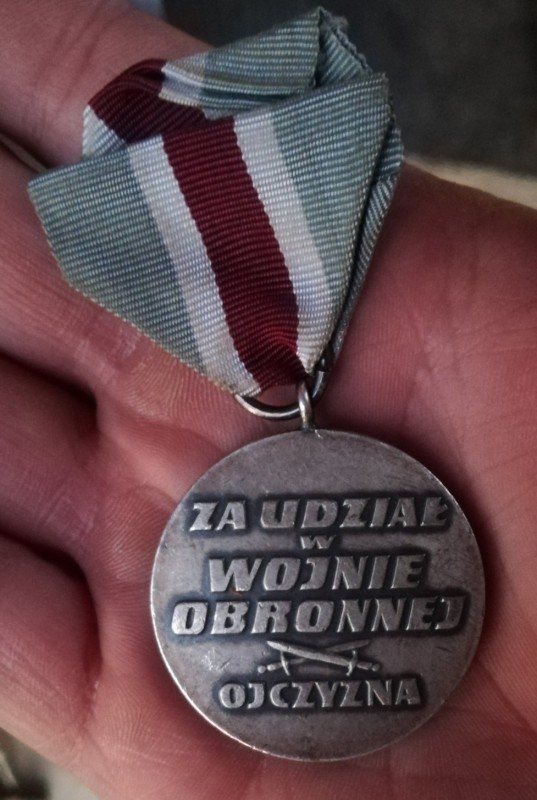 ZA UDZIAŁ
W
WOJNIE
OBRONNEJ
OJCZYZNA